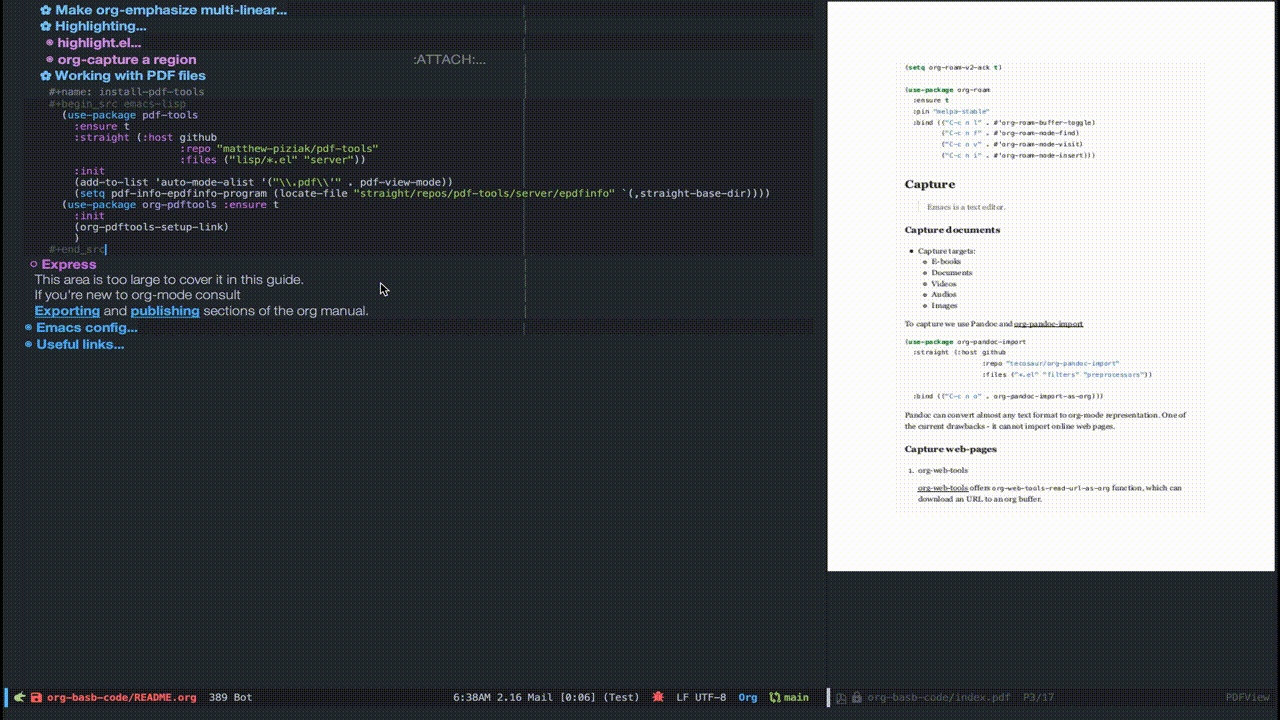 ✿ Make org-emphasize multi-linear...
✿ Highlighting...
highlight.el...
org-capture a region :ATTACH:...
✿ Working with PDF files
#+name: install-pdf-tools
#+begin_src emacs-lisp
(use-package pdf-tools
:ensure t
:straight (:host github
:repo "matthew-piziak/pdf-tools"
:files ("lisp/*.el" "server"))
:init
(add-to-list 'auto-mode-alist '("\\.pdf\\'" . pdf-view-mode))
(setq pdf-info-epdfinfo-program (locate-file "straight/repos/pdf-tools/server/epdfinfo" `(,straight-base-dir))))
(use-package org-pdftools :ensure t
:init
(org-pdftools-setup-link)
)
#+end_src
Express
This area is too large to cover it in this guide.
If you're new to org-mode consult
Exporting and publishing sections of the org manual.
Emacs config...
Useful links...
org-basb-code/README.org 389 Bot 6:38AM 2.16 Mail [0:06] (Test) LF UTF-8 Org main
(setq org-roam-v2-ack t)
(use-package org-roam
:ensure t
:pin "melpa-stable"
:bind (("C-c n l" . #'org-roam-buffer-toggle)
("C-c n f" . #'org-roam-node-find)
("C-c n v" . #'org-roam-node-visit)
("C-c n i" . #'org-roam-node-insert)))
Capture
Emacs is a text editor.
Capture documents
Capture targets:
E-books
Documents
Videos
Audios
Images
To capture we use Pandoc and org-pandoc-import
(use-package org-pandoc-import
:straight (:host github
:repo "tecosaur/org-pandoc-import"
:files ("*.el" "filters" "preprocessors"))
:bind (("C-c n o" . org-pandoc-import-as-org)))
Pandoc can convert almost any text format to org-mode representation. One of
the current drawbacks - it cannot import online web pages.
Capture web-pages
1. org-web-tools
org-web-tools offers org-web-tools-read-url-as-org function, which can
download an URL to an org buffer.
org-basb-code/index.pdf P3/17 PDFView